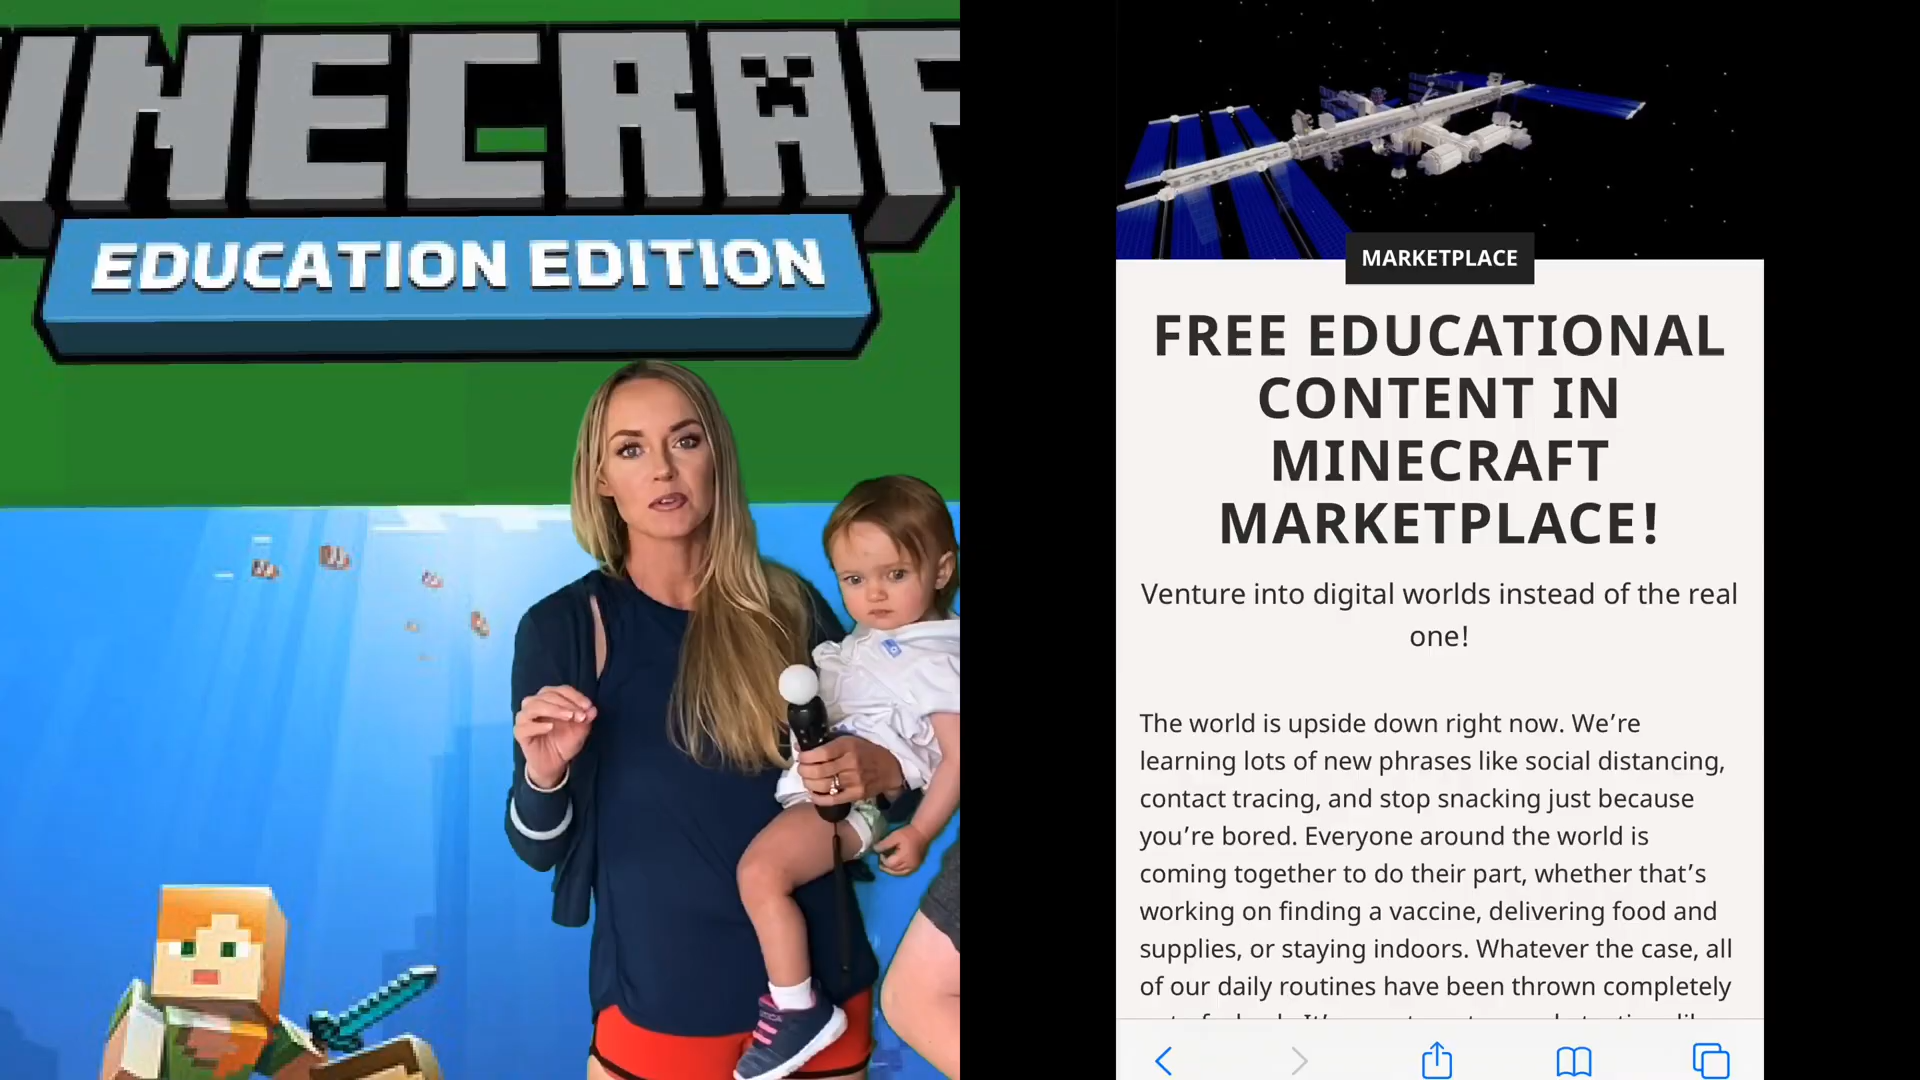 INECRAF
EDUCATION EDITION
MARKETPLACE
FREE EDUCATIONAL
CONTENT IN
MINECRAFT
MARKETPLACE!
Venture into digital worlds instead of the real
one!
The world is upside down right now. We’re
learning lots of new phrases like social distancing,
contact tracing, and stop snacking just because
you’re bored. Everyone around the world is
coming together to do their part, whether that’s
working on finding a vaccine, delivering food and
supplies, or staying indoors. Whatever the case, all
of our daily routines have been thrown completely